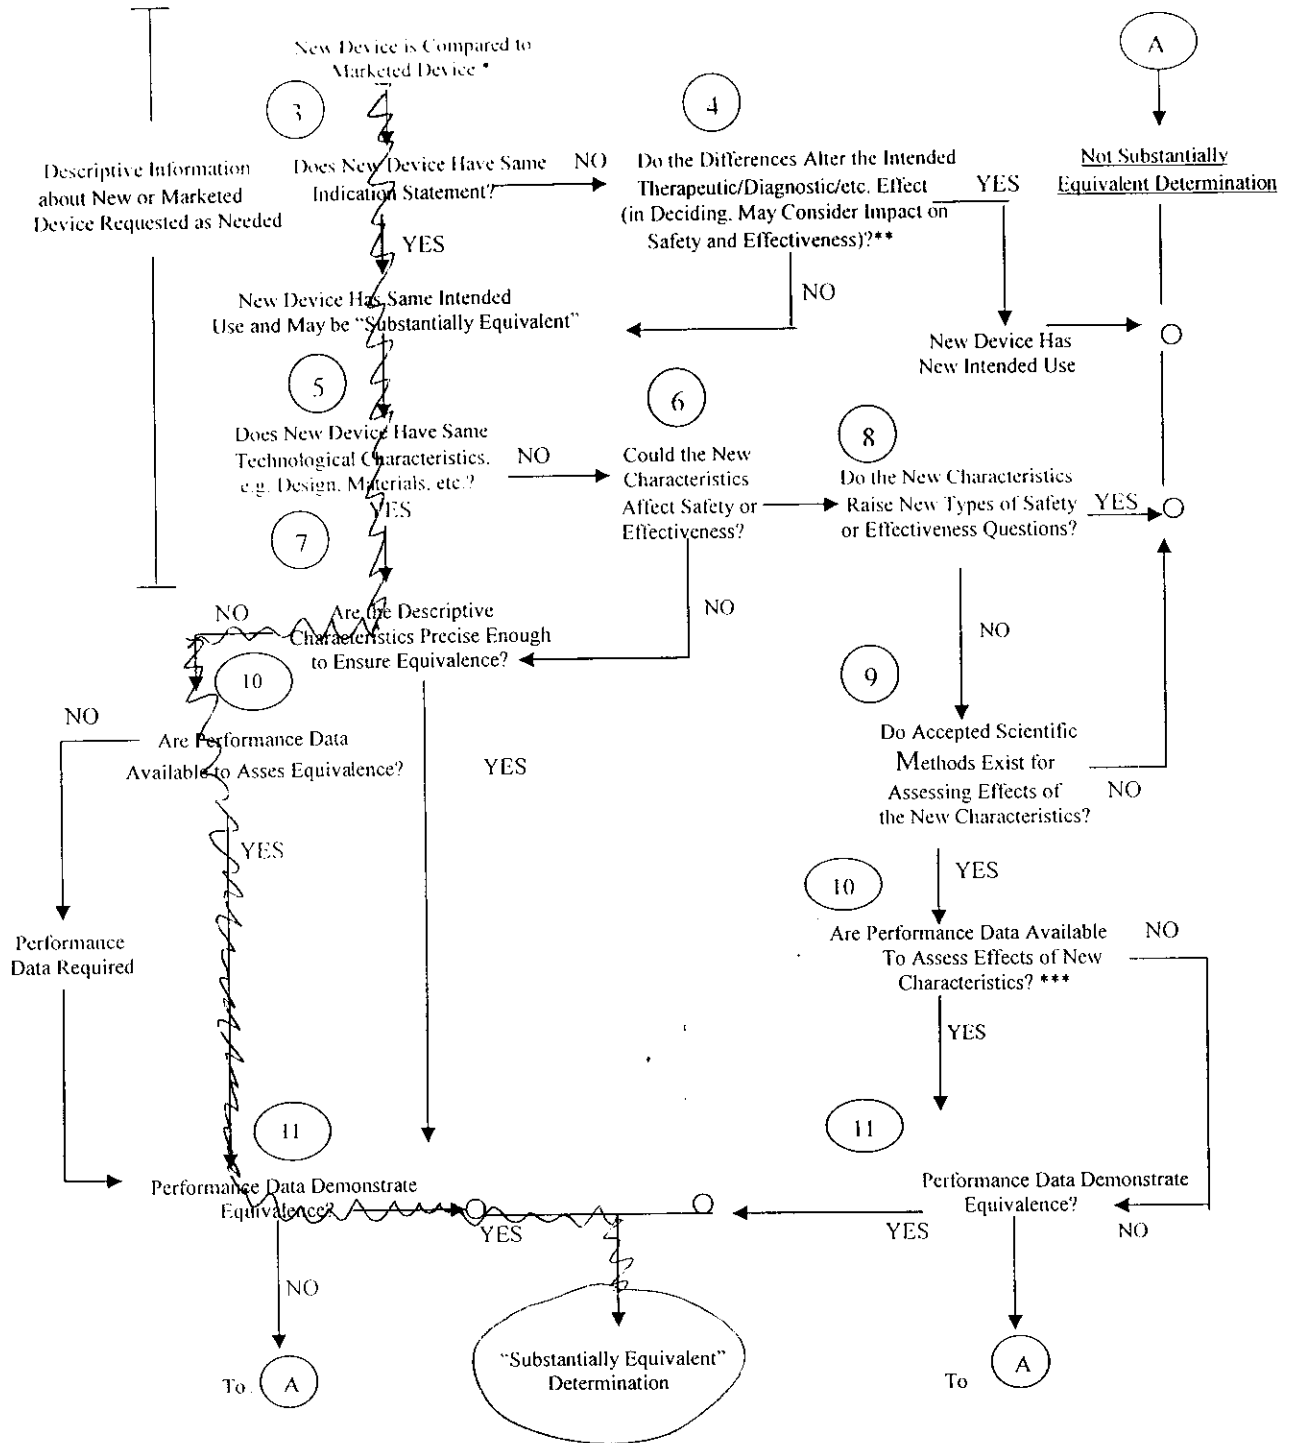 A
New Device is Compared to
Marketed Device *
3
4
Descriptive Information
about New or Marketed
Device Requested as Needed
Does New Device Have Same
Indication Statement?
NO
Do the Differences Alter the Intended
Therapeutic/Diagnostic/etc. Effect
(in Deciding, May Consider Impact on
Safety and Effectiveness)?**
YES
Not Substantially
Equivalent Determination
YES
NO
New Device Has Same Intended
Use and May be “Substantially Equivalent”
New Device Has
New Intended Use
5
6
8
Does New Device Have Same
Technological Characteristics,
e.g. Design, Materials, etc.?
NO
Could the New
Characteristics
Affect Safety or
Effectiveness?
Do the New Characteristics
Raise New Types of Safety
or Effectiveness Questions?
YES
YES
7
NO
Are the Descriptive
Characteristics Precise Enough
to Ensure Equivalence?
NO
NO
10
9
NO
Are Performance Data
Available to Asses Equivalence?
YES
Do Accepted Scientific
Methods Exist for
Assessing Effects of
the New Characteristics?
NO
YES
YES
10
Performance
Data Required
Are Performance Data Available
To Assess Effects of New
Characteristics? ***
NO
YES
11
11
Performance Data Demonstrate
Equivalence?
YES
Performance Data Demonstrate
Equivalence?
YES
NO
NO
“Substantially Equivalent”
Determination
To
A
To
A